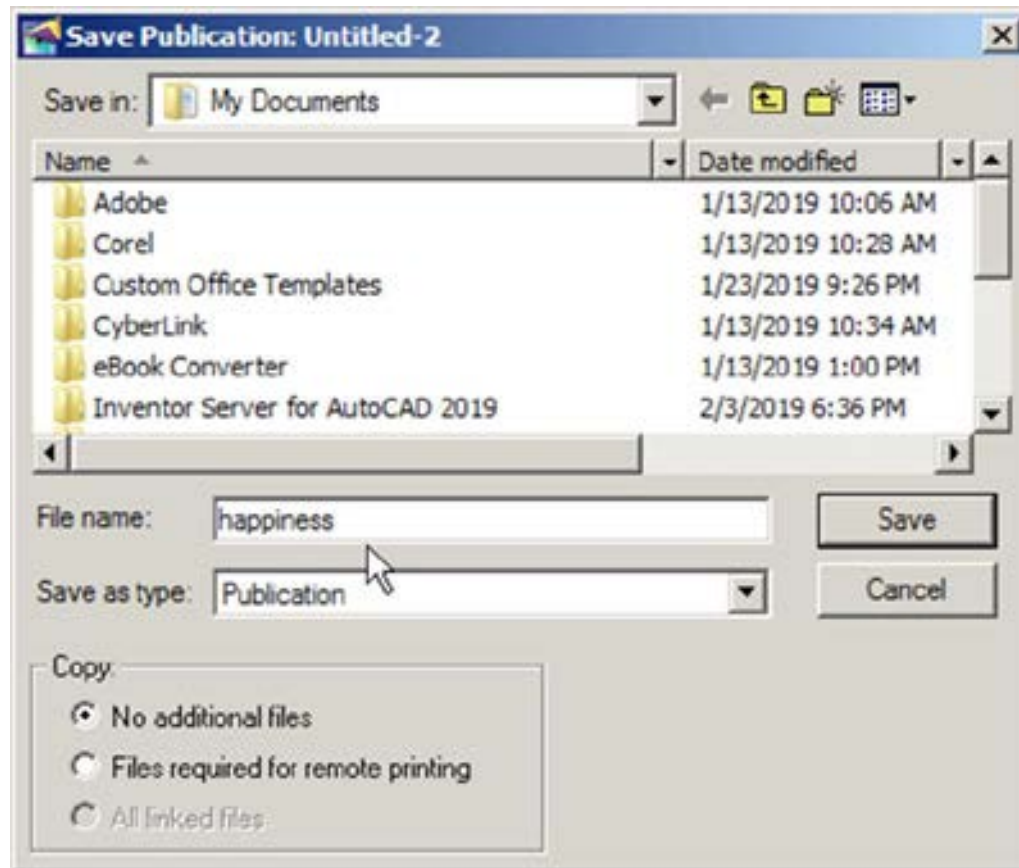 Save Publication: Untitled-2
Save in: My Documents
Name Date modified
Adobe 1/13/2019 10:06 AM
Corel 1/13/2019 10:28 AM
Custom Office Templates 1/23/2019 9:26 PM
CyberLink 1/13/2019 10:34 AM
eBook Converter 1/13/2019 1:00 PM
Inventor Server for AutoCAD 2019 2/3/2019 6:36 PM
File name: happiness Save
Save as type: Publication Cancel
Copy:
No additional files
Files required for remote printing
All linked files